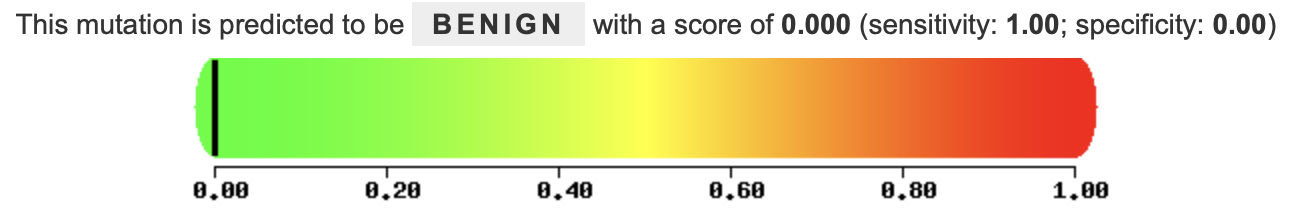 This mutation is predicted to be BENIGN with a score of 0.000 (sensitivity: 1.00; specificity: 0.00)
0.00 0.20 0.40 0.60 0.80 1.00